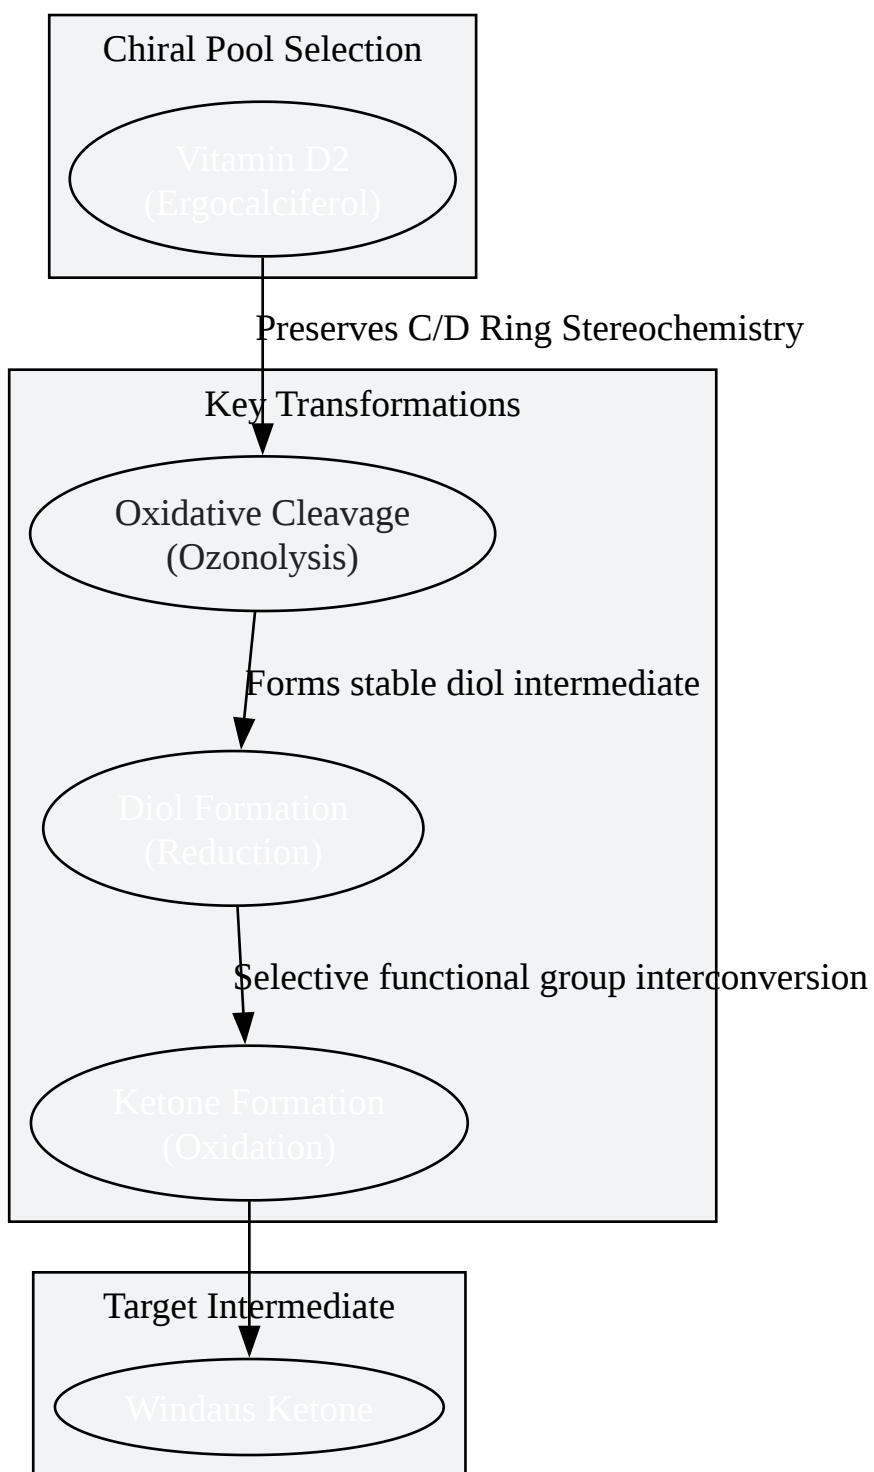 Chiral Pool Selection
Vitamin D2
(Ergocalciferol)
Preserves C/D Ring Stereochemistry
Key Transformations
Oxidative Cleavage
(Ozonolysis)
Forms stable diol intermediate
Diol Formation
(Reduction)
Selective functional group interconversion
Ketone Formation
(Oxidation)
Target Intermediate
Windaus Ketone